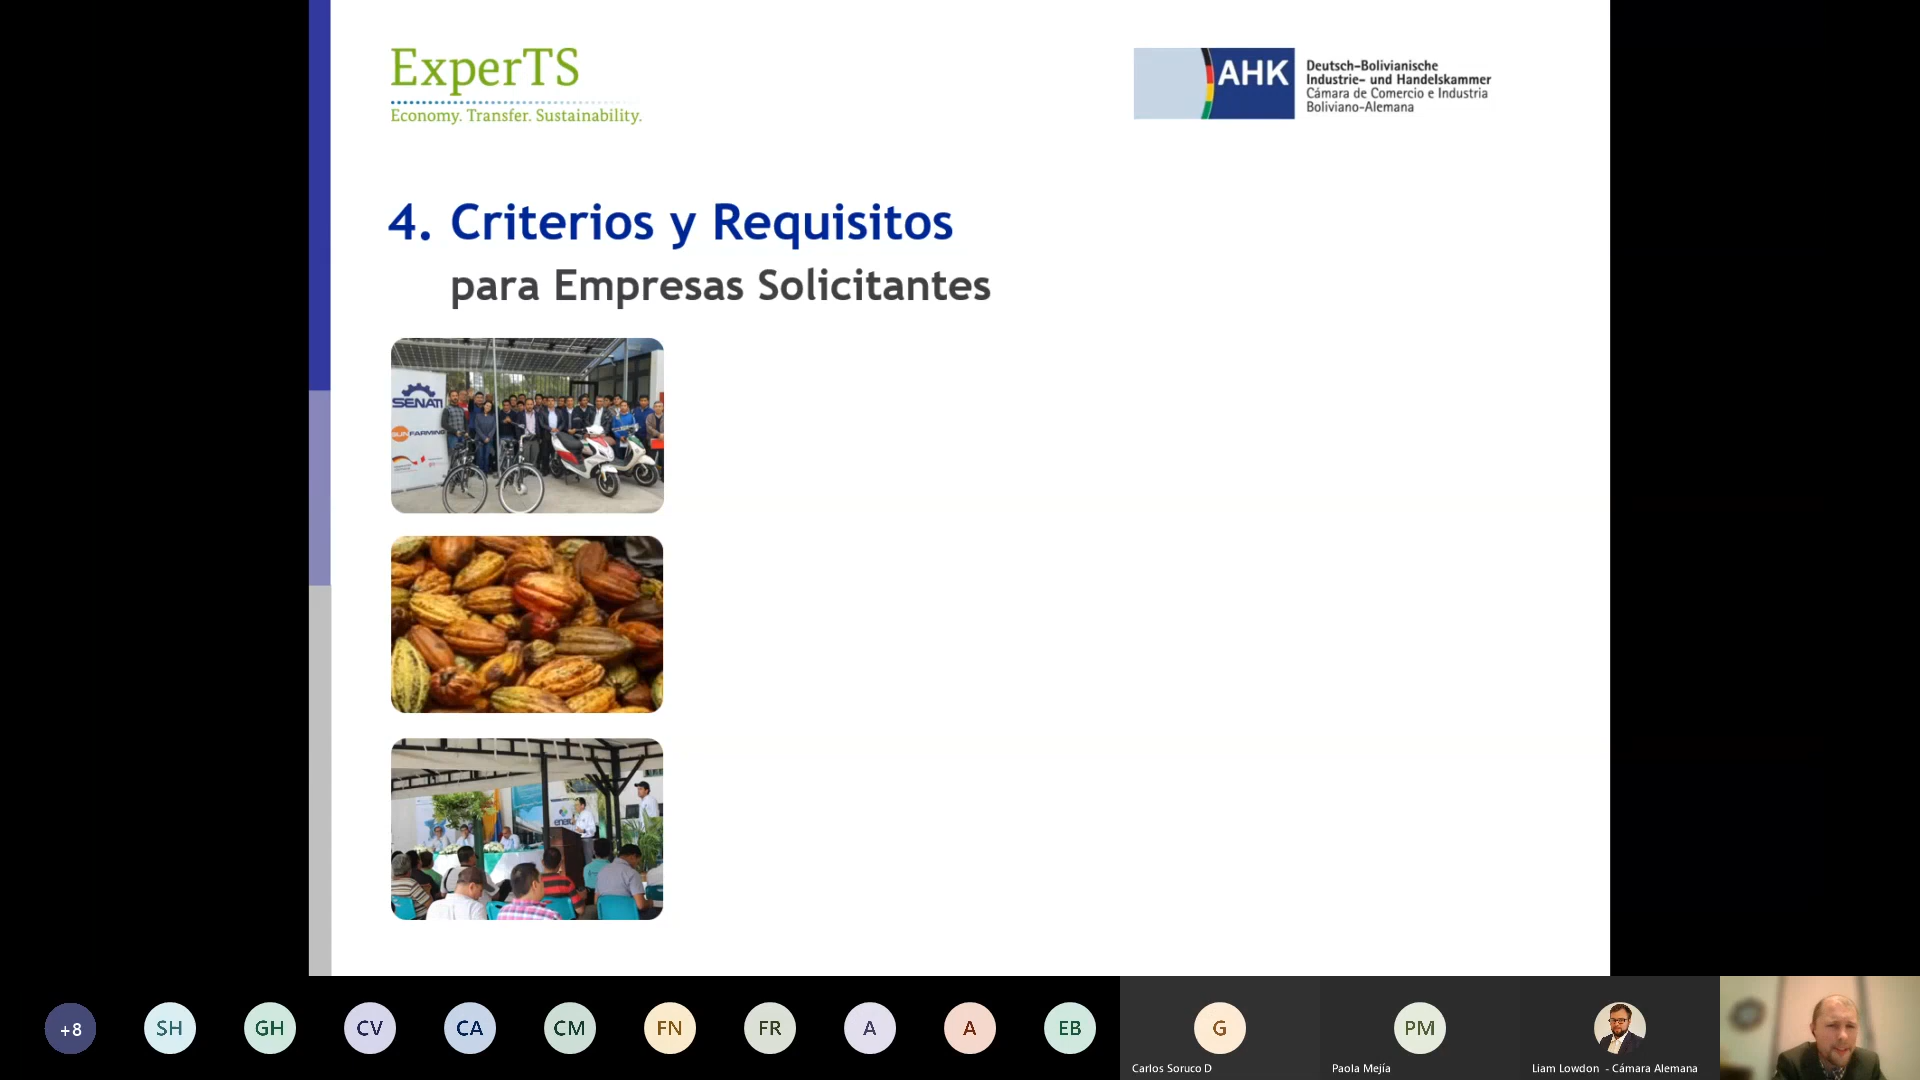 ExperTS
Economy. Transfer. Sustainability.
AHK
Deutsch-Bolivianische
Industrie- und Handelskammer
Cámara de Comercio e Industria
Boliviano-Alemana
4. Criterios y Requisitos
para Empresas Solicitantes
SENATI
SUN FARMING
+8
SH
GH
CV
CA
CM
FN
FR
A
A
EB
G
PM
Carlos Soruco D
Paola Mejía
Liam Lowdon - Cámara Alemana